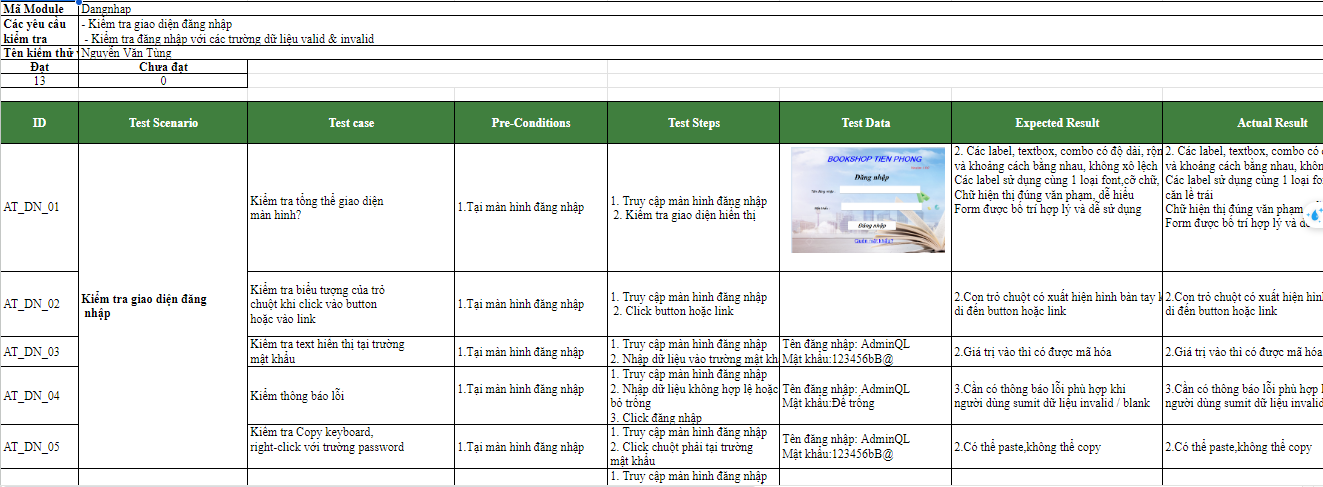 Mã Module Dangnhap
Các yêu cầu - Kiểm tra giao diện đăng nhập
kiểm tra - Kiểm tra đăng nhập với các trường dữ liệu valid & invalid
Tên kiểm thử Nguyễn Văn Tùng
Đạt Chưa đạt
13 0
ID Test Scenario Test case Pre-Conditions Test Steps Test Data Expected Result Actual Result
AT_DN_01
Kiểm tra tổng thể giao diện
màn hình?
1.Tại màn hình đăng nhập
1. Truy cập màn hình đăng nhập
2. Kiểm tra giao diện hiển thị
BOOKSHOP TIEN PHONG
Đăng nhập
Tên đăng nhập
Đăng nhập
Quên mật khẩu?
2. Các label, textbox, combo có độ dài, rộn
và khoảng cách bằng nhau, không xô lệch
Các label sử dụng cùng 1 loại font,cỡ chữ,
Chữ hiện thị đúng văn phạm, dễ hiểu
Form được bố trí hợp lý và dễ sử dụng
2. Các label, textbox, combo có
và khoảng cách bằng nhau, khôn
Các label sử dụng cùng 1 loại fo
căn lề trái
Chữ hiện thị đúng văn phạm
Form được bố trí hợp lý và
Kiểm tra giao diện đăng
nhập
AT_DN_02
Kiểm tra biểu tượng của trỏ
chuột khi click vào button
hoặc vào link
1.Tại màn hình đăng nhập
1. Truy cập màn hình đăng nhập
2. Click button hoặc link
2.Con trỏ chuột có xuất hiện hình bàn tay k
di đến button hoặc link
2.Con trỏ chuột có xuất hiện hìn
di đến button hoặc link
AT_DN_03
Kiểm tra text hiển thị tại trường
mật khẩu
1.Tại màn hình đăng nhập
1. Truy cập màn hình đăng nhập
2. Nhập dữ liệu vào trường mật kh
Tên đăng nhập: AdminQL
Mật khẩu:123456bB@
2.Giá trị vào thì có được mã hóa
2.Giá trị vào thì có được mã hóa
AT_DN_04
Kiểm thông báo lỗi
1.Tại màn hình đăng nhập
1. Truy cập màn hình đăng nhập
2. Nhập dữ liệu không hợp lệ hoặc
bỏ trống
3. Click đăng nhập
Tên đăng nhập: AdminQL
Mật khẩu:Để trống
3.Cần có thông báo lỗi phù hợp khi
người dùng sumit dữ liệu invalid / blank
3.Cần có thông báo lỗi phù hợp
người dùng sumit dữ liệu invalid
AT_DN_05
Kiểm tra Copy keyboard,
right-click với trường password
1.Tại màn hình đăng nhập
1. Truy cập màn hình đăng nhập
2. Click chuột phải tại trường
mật khẩu
Tên đăng nhập: AdminQL
Mật khẩu:123456bB@
2.Có thể paste,không thể copy
2.Có thể paste,không thể copy
1. Truy cập màn hình đăng nhập